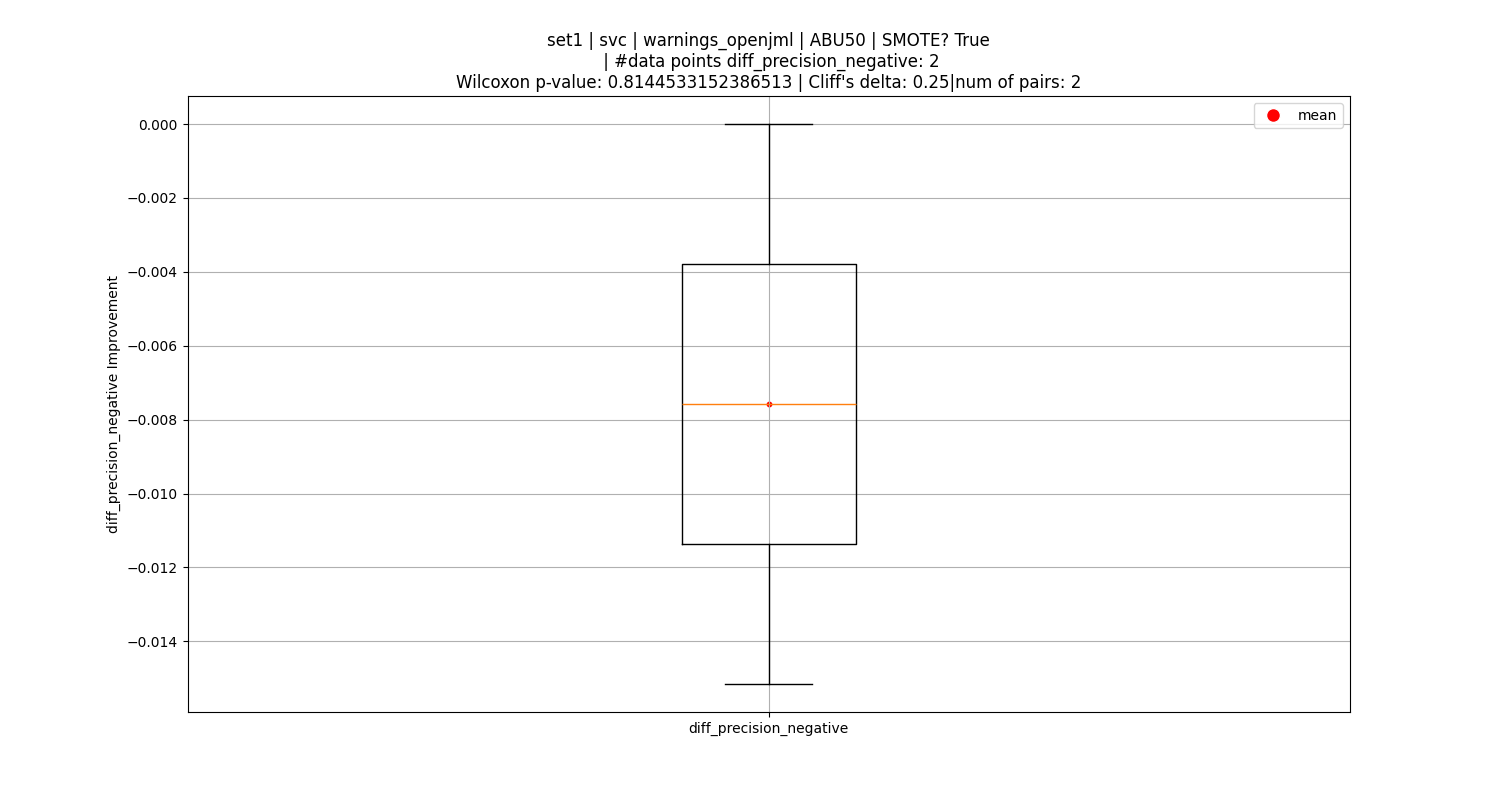 set1 | svc | warnings_openjml | ABU50 | SMOTE? True
| #data points diff_precision_negative: 2
Wilcoxon p-value: 0.8144533152386513 | Cliff's delta: 0.25|num of pairs: 2
mean
0.000
−0.002
−0.004
−0.006
−0.008
−0.010
−0.012
−0.014
diff_precision_negative Improvement
diff_precision_negative